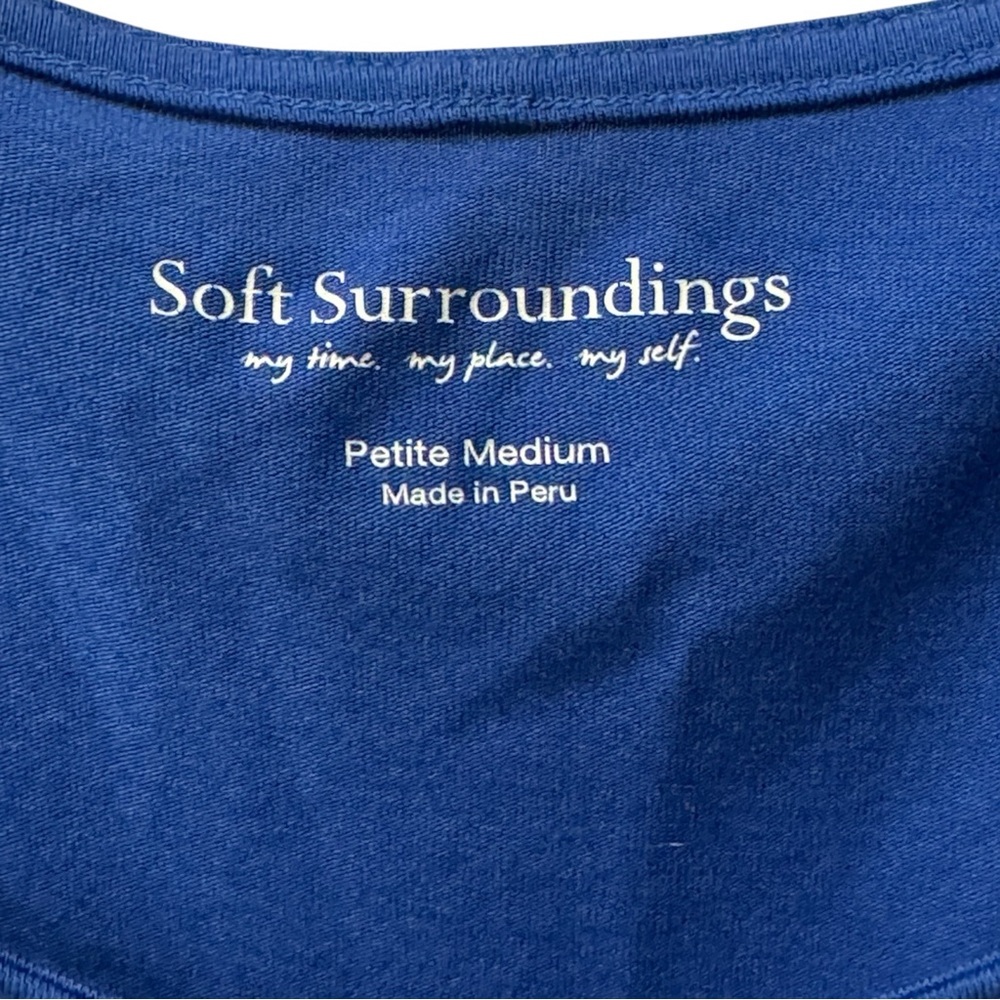 Soft Surroundings
my time. my place. my self.
Petite Medium
Made in Peru